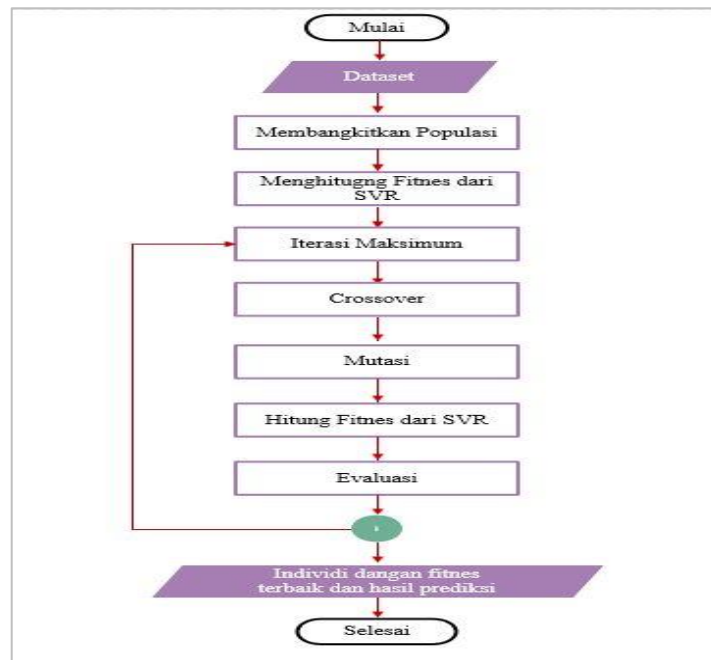 Mulai
Dataset
Membangkitkan Populasi
Menghitugng Fitnes dari
SVR
Iterasi Maksimum
Crossover
Mutasi
Hitung Fitnes dari SVR
Evaluasi
Individi dangan fitnes
terbaik dan hasil prediksi
Selesai